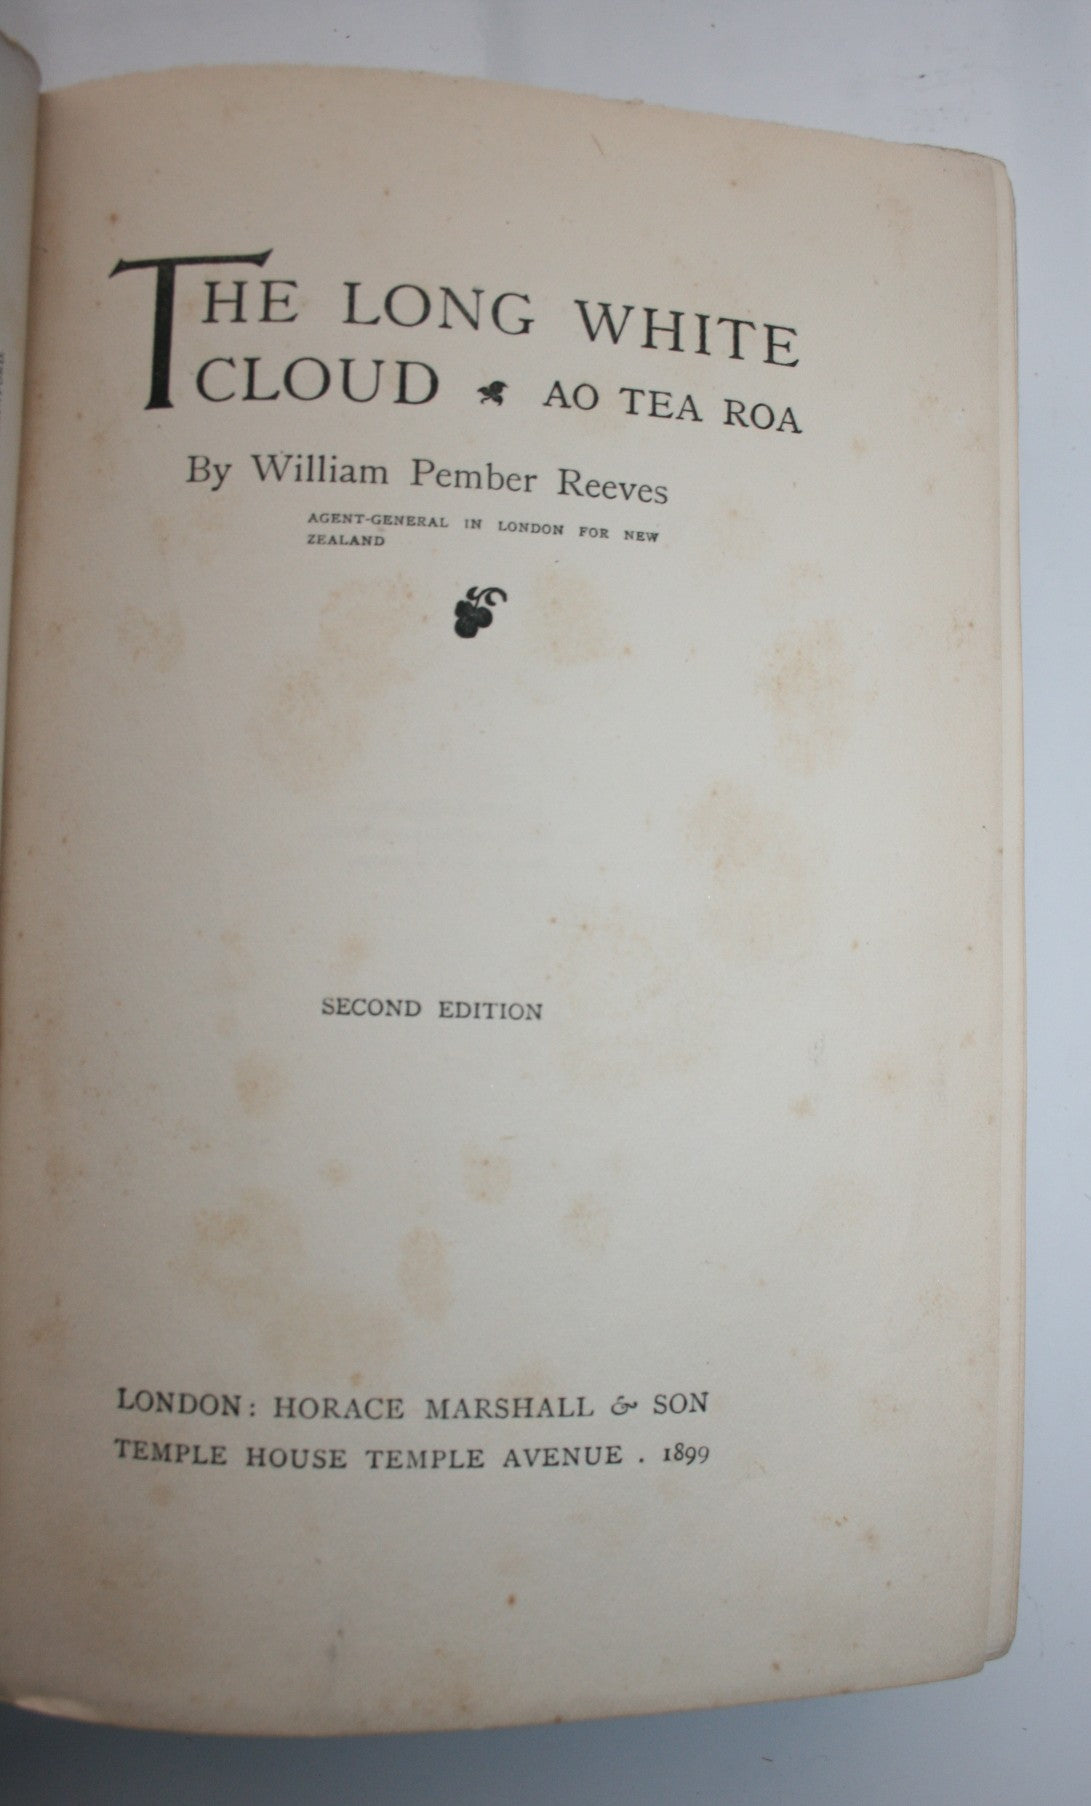 THE LONG WHITE
CLOUD AO TEA ROA
By William Pember Reeves
AGENT-GENERAL IN LONDON FOR NEW
ZEALAND
SECOND EDITION
LONDON: HORACE MARSHALL & SON
TEMPLE HOUSE TEMPLE AVENUE . 1899